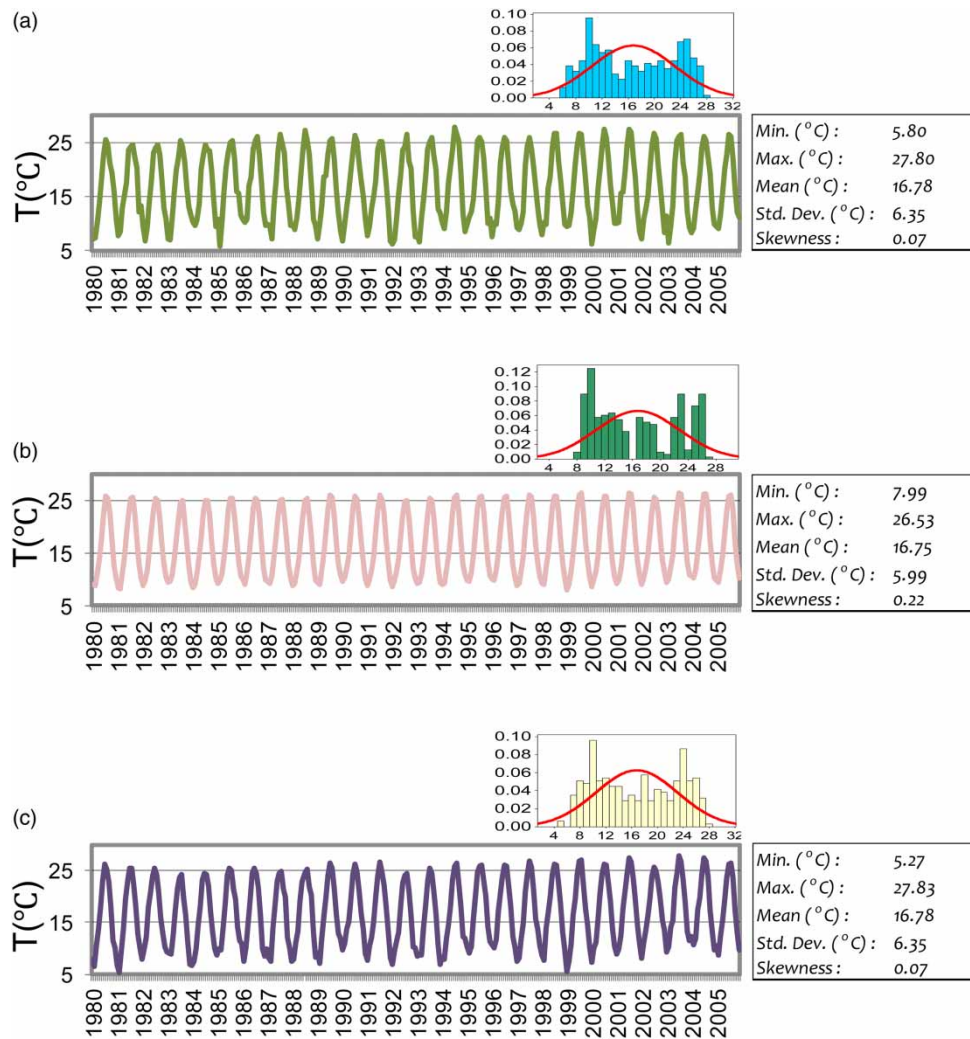 (a)
0.10
0.08
0.06
0.04
0.02
0.00
4 8 12 16 20 24 28 32
T(°C)
25
15
5
1980 1981 1982 1983 1984 1985 1986 1987 1988 1989 1990 1991 1992 1993 1994 1995 1996 1997 1998 1999 2000 2001 2002 2003 2004 2005
Min. (°C) : 5.80
Max. (°C) : 27.80
Mean (°C) : 16.78
Std. Dev. (°C) : 6.35
Skewness : 0.07
(b)
0.12
0.10
0.08
0.06
0.04
0.02
0.00
4 8 12 16 20 24 28
T(°C)
25
15
5
1980 1981 1982 1983 1984 1985 1986 1987 1988 1989 1990 1991 1992 1993 1994 1995 1996 1997 1998 1999 2000 2001 2002 2003 2004 2005
Min. (°C) : 7.99
Max. (°C) : 26.53
Mean (°C) : 16.75
Std. Dev. (°C) : 5.99
Skewness : 0.22
(c)
0.10
0.08
0.06
0.04
0.02
0.00
4 8 12 16 20 24 28 32
T(°C)
25
15
5
1980 1981 1982 1983 1984 1985 1986 1987 1988 1989 1990 1991 1992 1993 1994 1995 1996 1997 1998 1999 2000 2001 2002 2003 2004 2005
Min. (°C) : 5.27
Max. (°C) : 27.83
Mean (°C) : 16.78
Std. Dev. (°C) : 6.35
Skewness : 0.07